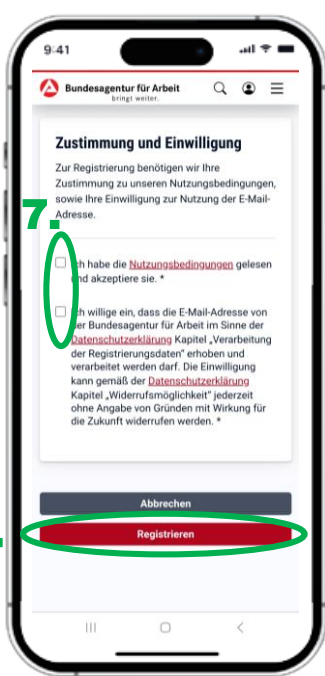 9:41
Bundesagentur für Arbeit
bringt weiter.
Zustimmung und Einwilligung
Zur Registrierung benötigen wir Ihre
Zustimmung zu unseren Nutzungsbedingungen,
sowie Ihre Einwilligung zur Nutzung der E-Mail-
Adresse.
7.
Ich habe die Nutzungsbedingungen gelesen
und akzeptiere sie. *
Ich willige ein, dass die E-Mail-Adresse von
der Bundesagentur für Arbeit im Sinne der
Datenschutzerklärung Kapitel „Verarbeitung
der Registrierungsdaten" erhoben und
verarbeitet werden darf. Die Einwilligung
kann gemäß der Datenschutzerklärung
Kapitel „Widerrufsmöglichkeit" jederzeit
ohne Angabe von Gründen mit Wirkung für
die Zukunft widerrufen werden. *
Abbrechen
Registrieren